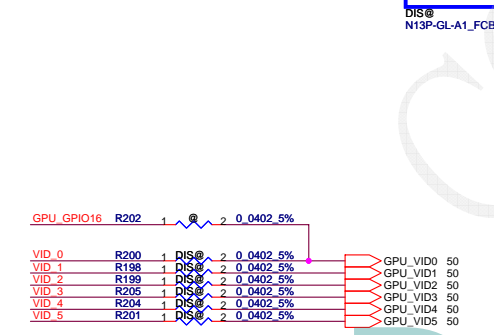 DIS@
N13P-GL-A1_FCB
GPU_GPIO16 R202 1 @ 2 0_0402_5%
VID_0 R200 1 DIS@ 2 0_0402_5% GPU_VID0 50
VID_1 R198 1 DIS@ 2 0_0402_5% GPU_VID1 50
VID_2 R199 1 DIS@ 2 0_0402_5% GPU_VID2 50
VID_3 R205 1 DIS@ 2 0_0402_5% GPU_VID3 50
VID_4 R204 1 DIS@ 2 0_0402_5% GPU_VID4 50
VID_5 R201 1 DIS@ 2 0_0402_5% GPU_VID5 50